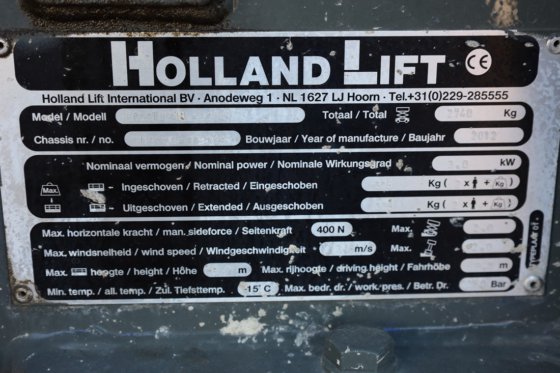 HOLLAND LIFT CE
Holland Lift International BV · Anodeweg 1 · NL 1627 LJ Hoorn · Tel.+31(0)229-285555
Model / Modell Totaal / Total Kg
Chassis nr. / no. Bouwjaar / Year of manufacture / Baujahr 2012
Nominaal vermogen / Nominal power / Nominale Wirkungsgrad kW
Max. - Ingeschoven / Retracted / Eingeschoben Kg ( x + Kg )
- Uitgeschoven / Extended / Ausgeschoben Kg ( x + Kg )
Max. horizontale kracht / man. sideforce / Seitenkraft 400 N Max.
Max. windsnelheid / wind speed / Windgeschwindigkeit m/s Max.
Max. hoogte / height / Höhe m Max. rijhoogte / driving height / Fahrhöhe m
Min. temp. / all. temp. / Zul. Tiefsttemp. -15°C Max. bedr. dr. / work. pres. / Betr. Dr. Bar
TYPEPLAAT 01